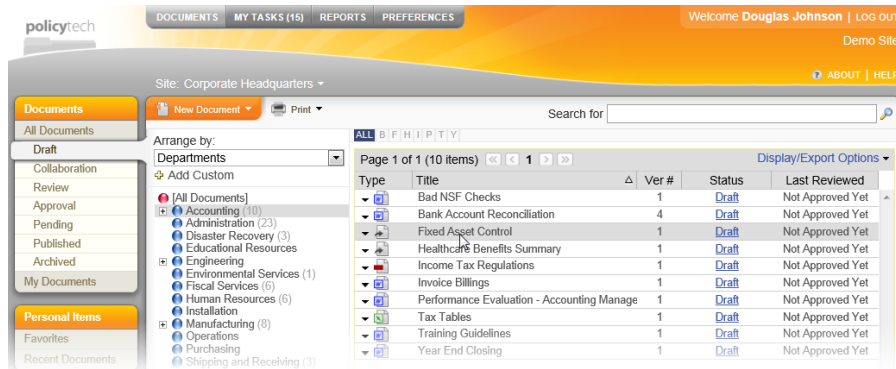 policytech
DOCUMENTS MY TASKS (15) REPORTS PREFERENCES
Welcome Douglas Johnson | LOG OUT
Demo Site
ABOUT | HELP
Site: Corporate Headquarters
Documents
All Documents
Draft
Collaboration
Review
Approval
Pending
Published
Archived
My Documents
Personal Items
Favorites
Recent Documents
New Document Print
Search for
Arrange by:
Departments
Add Custom
[All Documents]
Accounting (10)
Administration (23)
Disaster Recovery (3)
Educational Resources
Engineering
Environmental Services (1)
Fiscal Services (6)
Human Resources (6)
Installation
Manufacturing (8)
Operations
Purchasing
Shipping and Receiving (3)
ALL B F H I P T Y
Page 1 of 1 (10 items) 1 Display/Export Options
Type Title Ver # Status Last Reviewed
Bad NSF Checks 1 Draft Not Approved Yet
Bank Account Reconciliation 4 Draft Not Approved Yet
Fixed Asset Control 1 Draft Not Approved Yet
Healthcare Benefits Summary 1 Draft Not Approved Yet
Income Tax Regulations 1 Draft Not Approved Yet
Invoice Billings 1 Draft Not Approved Yet
Performance Evaluation - Accounting Manage 1 Draft Not Approved Yet
Tax Tables 1 Draft Not Approved Yet
Training Guidelines 1 Draft Not Approved Yet
Year End Closing 1 Draft Not Approved Yet